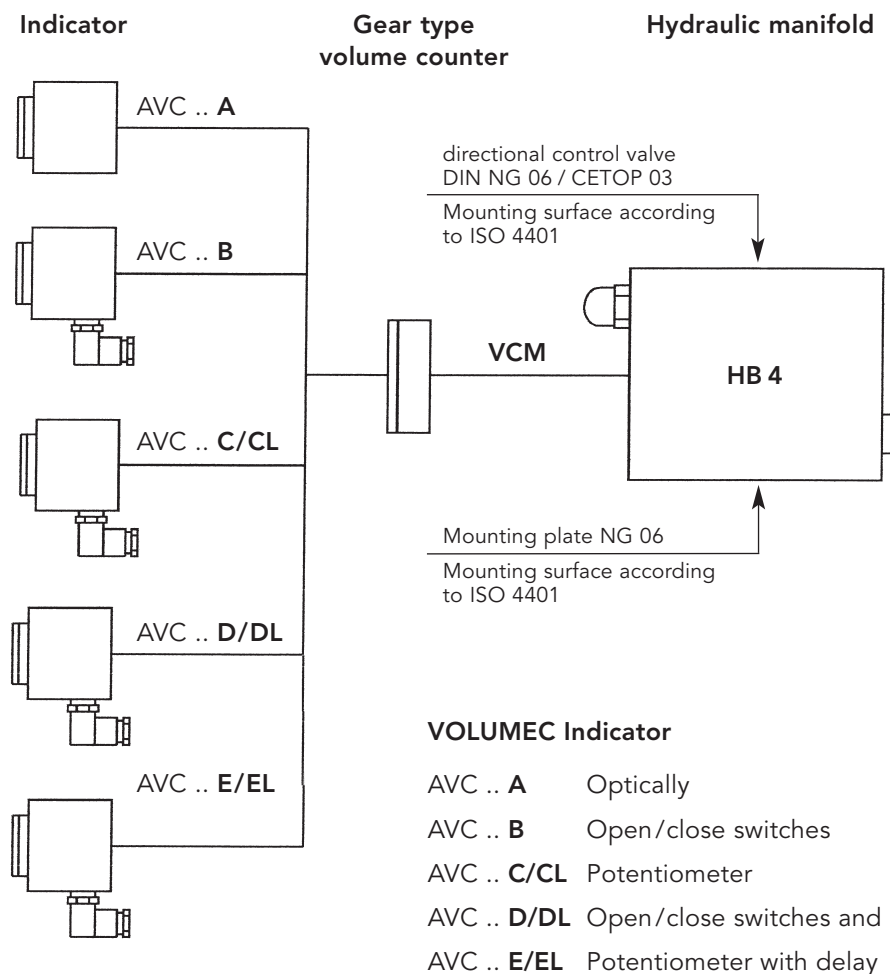 Indicator
Gear type
volume counter
Hydraulic manifold
AVC .. A
AVC .. B
AVC .. C/CL
AVC .. D/DL
AVC .. E/EL
directional control valve
DIN NG 06 / CETOP 03
Mounting surface according
to ISO 4401
VCM
HB 4
Mounting plate NG 06
Mounting surface according
to ISO 4401
VOLUMEC Indicator
AVC .. A Optically
AVC .. B Open/close switches
AVC .. C/CL Potentiometer
AVC .. D/DL Open/close switches and
AVC .. E/EL Potentiometer with delay